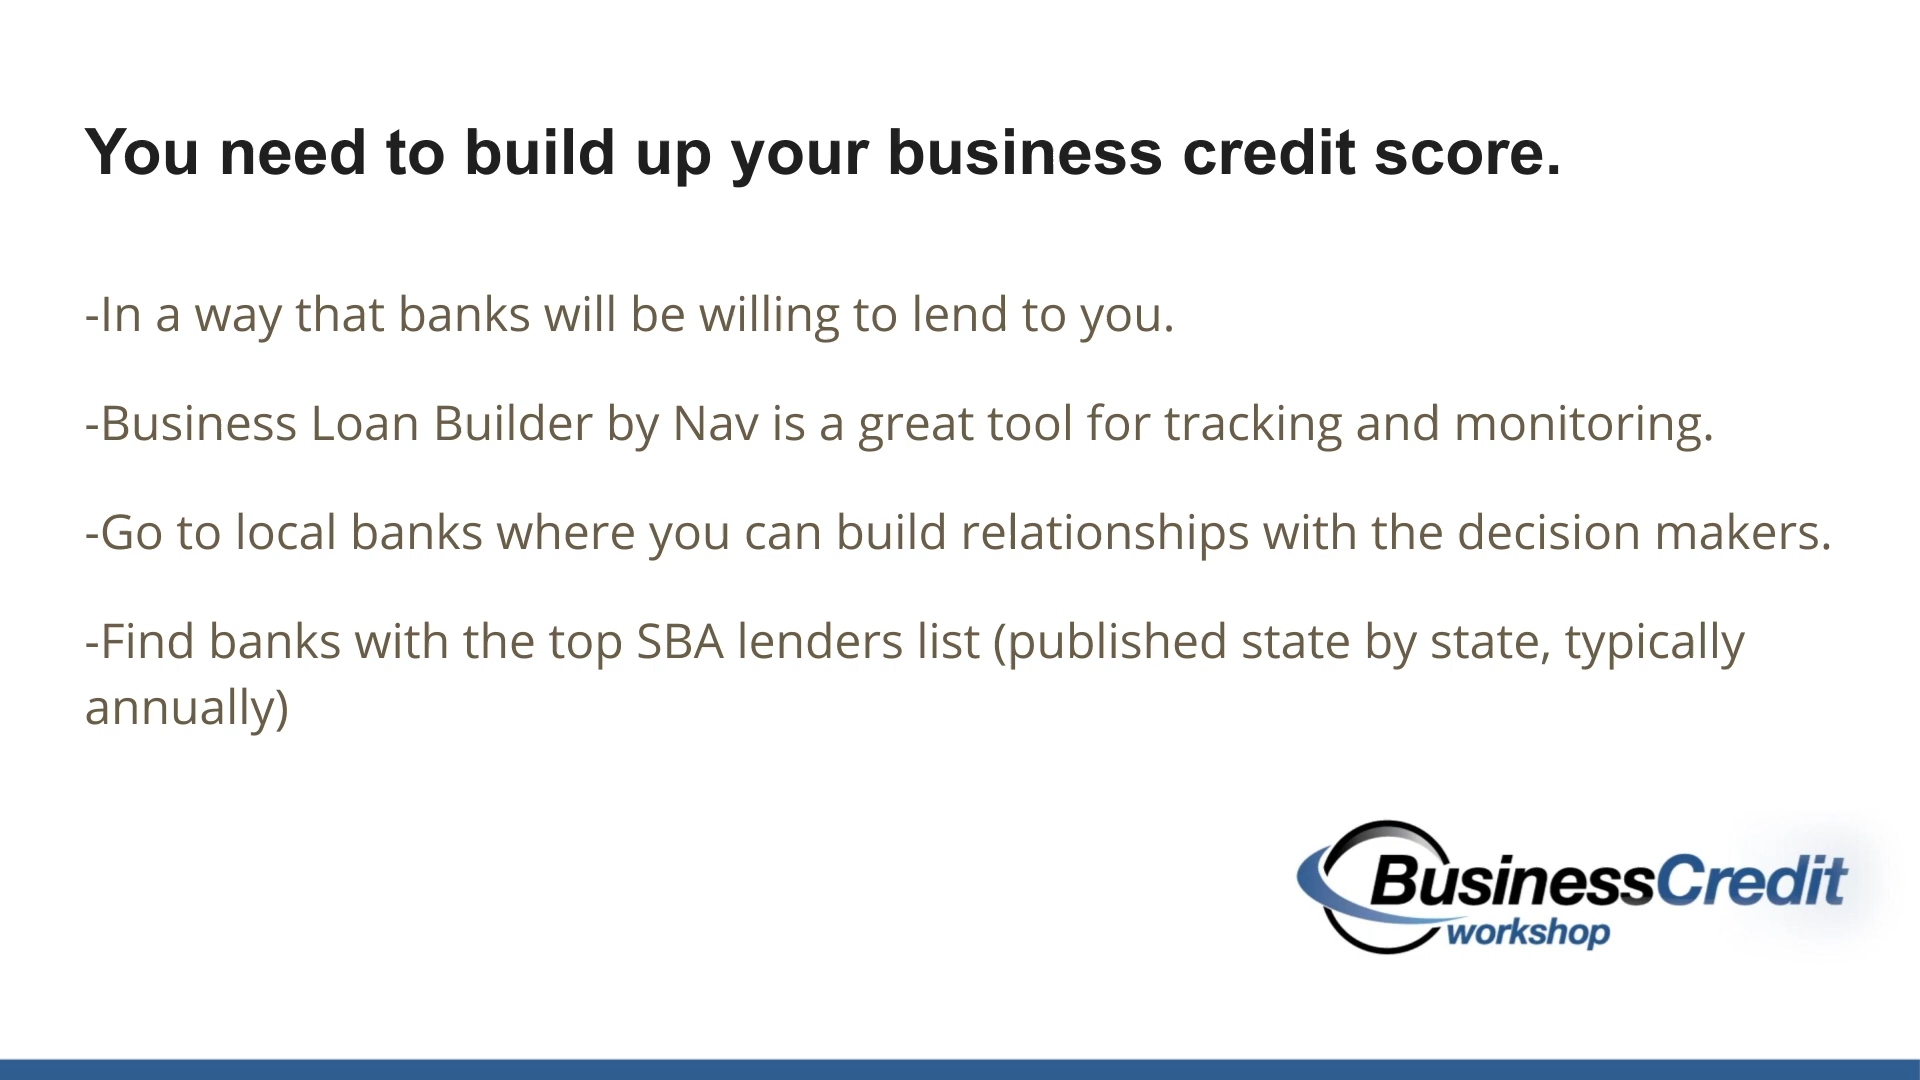 You need to build up your business credit score.
-In a way that banks will be willing to lend to you.
-Business Loan Builder by Nav is a great tool for tracking and monitoring.
-Go to local banks where you can build relationships with the decision makers.
-Find banks with the top SBA lenders list (published state by state, typically
annually)
BusinessCredit
workshop